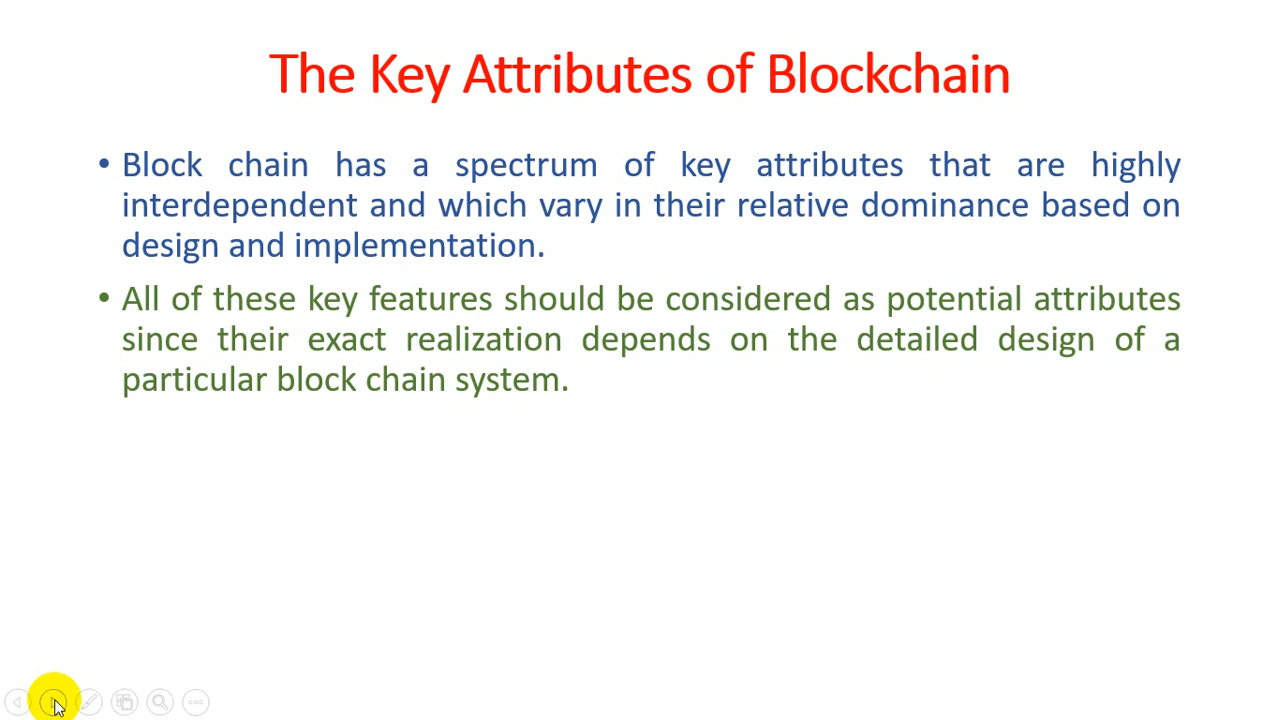 The Key Attributes of Blockchain
• Block chain has a spectrum of key attributes that are highly
interdependent and which vary in their relative dominance based on
design and implementation.
• All of these key features should be considered as potential attributes
since their exact realization depends on the detailed design of a
particular block chain system.